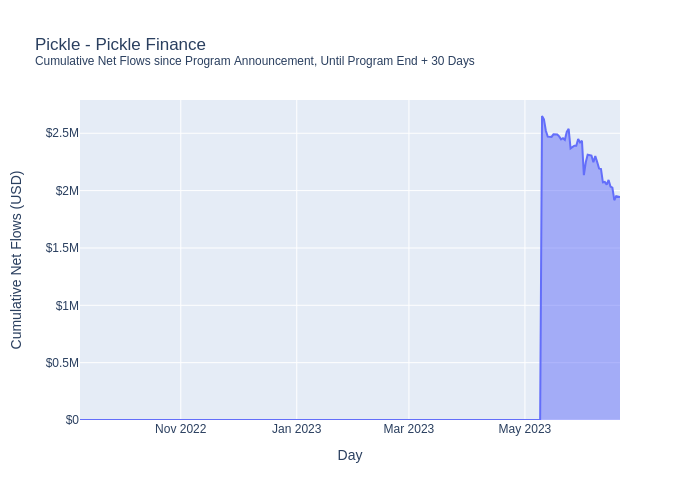 Pickle - Pickle Finance
Cumulative Net Flows since Program Announcement, Until Program End + 30 Days
Cumulative Net Flows (USD)
$2.5M
$2M
$1.5M
$1M
$0.5M
$0
Nov 2022
Jan 2023
Mar 2023
May 2023
Day